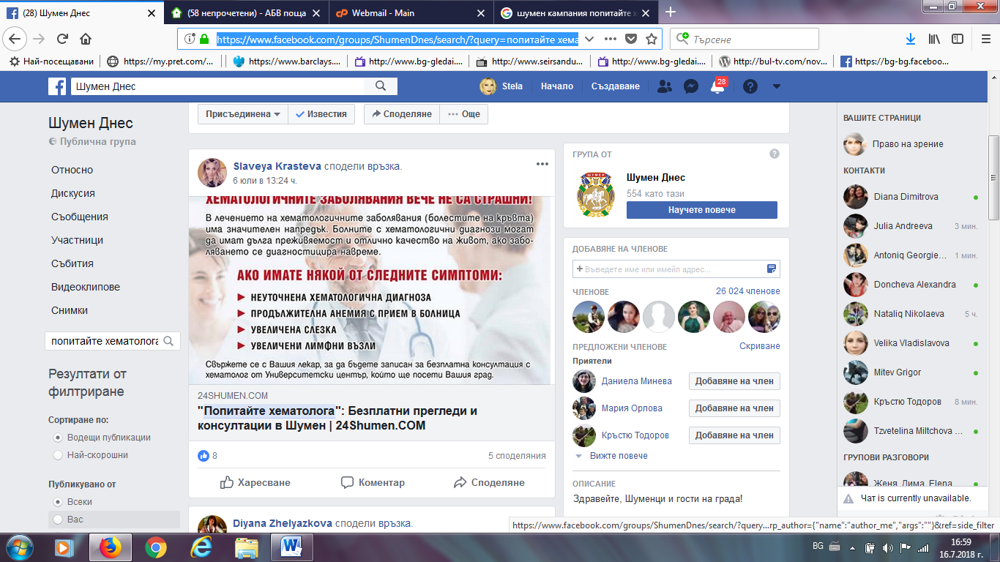 (28) Шумен Днес
(58 непрочетени) - АБВ поща
Webmail - Main
шумен кампания попитайте
https://www.facebook.com/groups/ShumenDnes/search/?query=попитайте хема
Търсене
Най-посещавани
https://my.pret.com/...
https://www.barclays....
http://www.bg-gledai....
http://www.seirsandu...
http://www.bg-gledai....
http://bul-tv.com/nov...
https://bg-bg.faceboo...
Шумен Днес
Stela
Начало
Създаване
28
Шумен Днес
Публична група
Относно
Дискусия
Съобщения
Участници
Събития
Видеоклипове
Снимки
попитайте хематолога
Резултати от
филтриране
Сортиране по:
Водещи публикации
Най-скорошни
Публикувано от
Всеки
Вас
Присъединена
Известия
Споделяне
Още
Slaveya Krasteva сподели връзка.
6 юли в 13:24 ч.
ХЕМАТОЛОГИЧНИТЕ ЗАБОЛЯВАНИЯ ВЕЧЕ НЕ СА СТРАШНИ!
В лечението на хематологичните заболявания (болестите на кръвта)
има значителен напредък. Болните с хематологични диагнози могат
да имат дълга преживяемост и отлично качество на живот, ако забо-
ляването се диагностицира навреме.
АКО ИМАТЕ НЯКОЙ ОТ СЛЕДНИТЕ СИМПТОМИ:
НЕУТОЧНЕНА ХЕМАТОЛОГИЧНА ДИАГНОЗА
ПРОДЪЛЖИТЕЛНА АНЕМИЯ С ПРИЕМ В БОЛНИЦА
УВЕЛИЧЕНА СЛЕЗКА
УВЕЛИЧЕНИ ЛИМФНИ ВЪЗЛИ
Свържете се с Вашия лекар, за да бъдете записан за безплатна консултация с
хематолог от Университетски център, който ще посети Вашия град.
24SHUMEN.COM
"Попитайте хематолога": Безплатни прегледи и
консултации в Шумен | 24Shumen.COM
8
5 споделяния
Харесване
Коментар
Споделяне
Diyana Zhelyazkova сподели връзка.
ГРУПА ОТ
ШУМЕН
Шумен Днес
554 като тази
Научете повече
ДОБАВЯНЕ НА ЧЛЕНОВЕ
Въведете име или имейл адрес...
ЧЛЕНОВЕ
26 024 членове
ПРЕДЛОЖЕНИ ЧЛЕНОВЕ
Скриване
Приятели
Даниела Минева
Добавяне на член
Мария Орлова
Добавяне на член
Кръстю Тодоров
Добавяне на член
Вижте повече
ОПИСАНИЕ
Здравейте, Шуменци и гости на града!
ВАШИТЕ СТРАНИЦИ
Право на зрение
КОНТАКТИ
Diana Dimitrova
Julia Andreeva 3 мин.
Antoniq Georgie... 1 мин.
Doncheva Alexandra
Nataliq Nikolaeva 5 ч.
Velika Vladislavova
Mitev Grigor
Кръстю Тодоров 8 мин.
Tzvetelina Miltchova ...
ГРУПОВИ РАЗГОВОРИ
Женя, Дима, Elena
Чат is currently unavailable.
https://www.facebook.com/groups/ShumenDnes/search/?query...rp_author={"name":"author_me","args":""}&ref=side_filter
BG
16:59
16.7.2018 г.